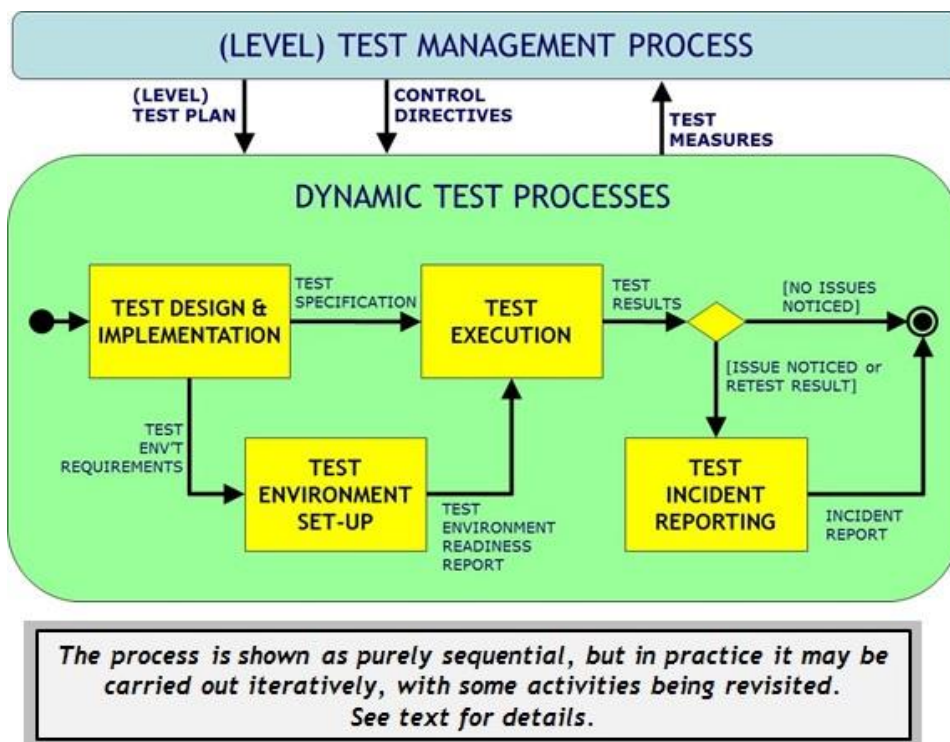 (LEVEL) TEST MANAGEMENT PROCESS
(LEVEL)
TEST PLAN
CONTROL
DIRECTIVES
TEST
MEASURES
DYNAMIC TEST PROCESSES
TEST DESIGN &
IMPLEMENTATION
TEST
SPECIFICATION
TEST
EXECUTION
TEST
RESULTS
[NO ISSUES
NOTICED]
[ISSUE NOTICED or
RETEST RESULT]
TEST
ENV'T
REQUIREMENTS
TEST
ENVIRONMENT
SET-UP
TEST
ENVIRONMENT
READINESS
REPORT
TEST
INCIDENT
REPORTING
INCIDENT
REPORT
The process is shown as purely sequential, but in practice it may be
carried out iteratively, with some activities being revisited.
See text for details.